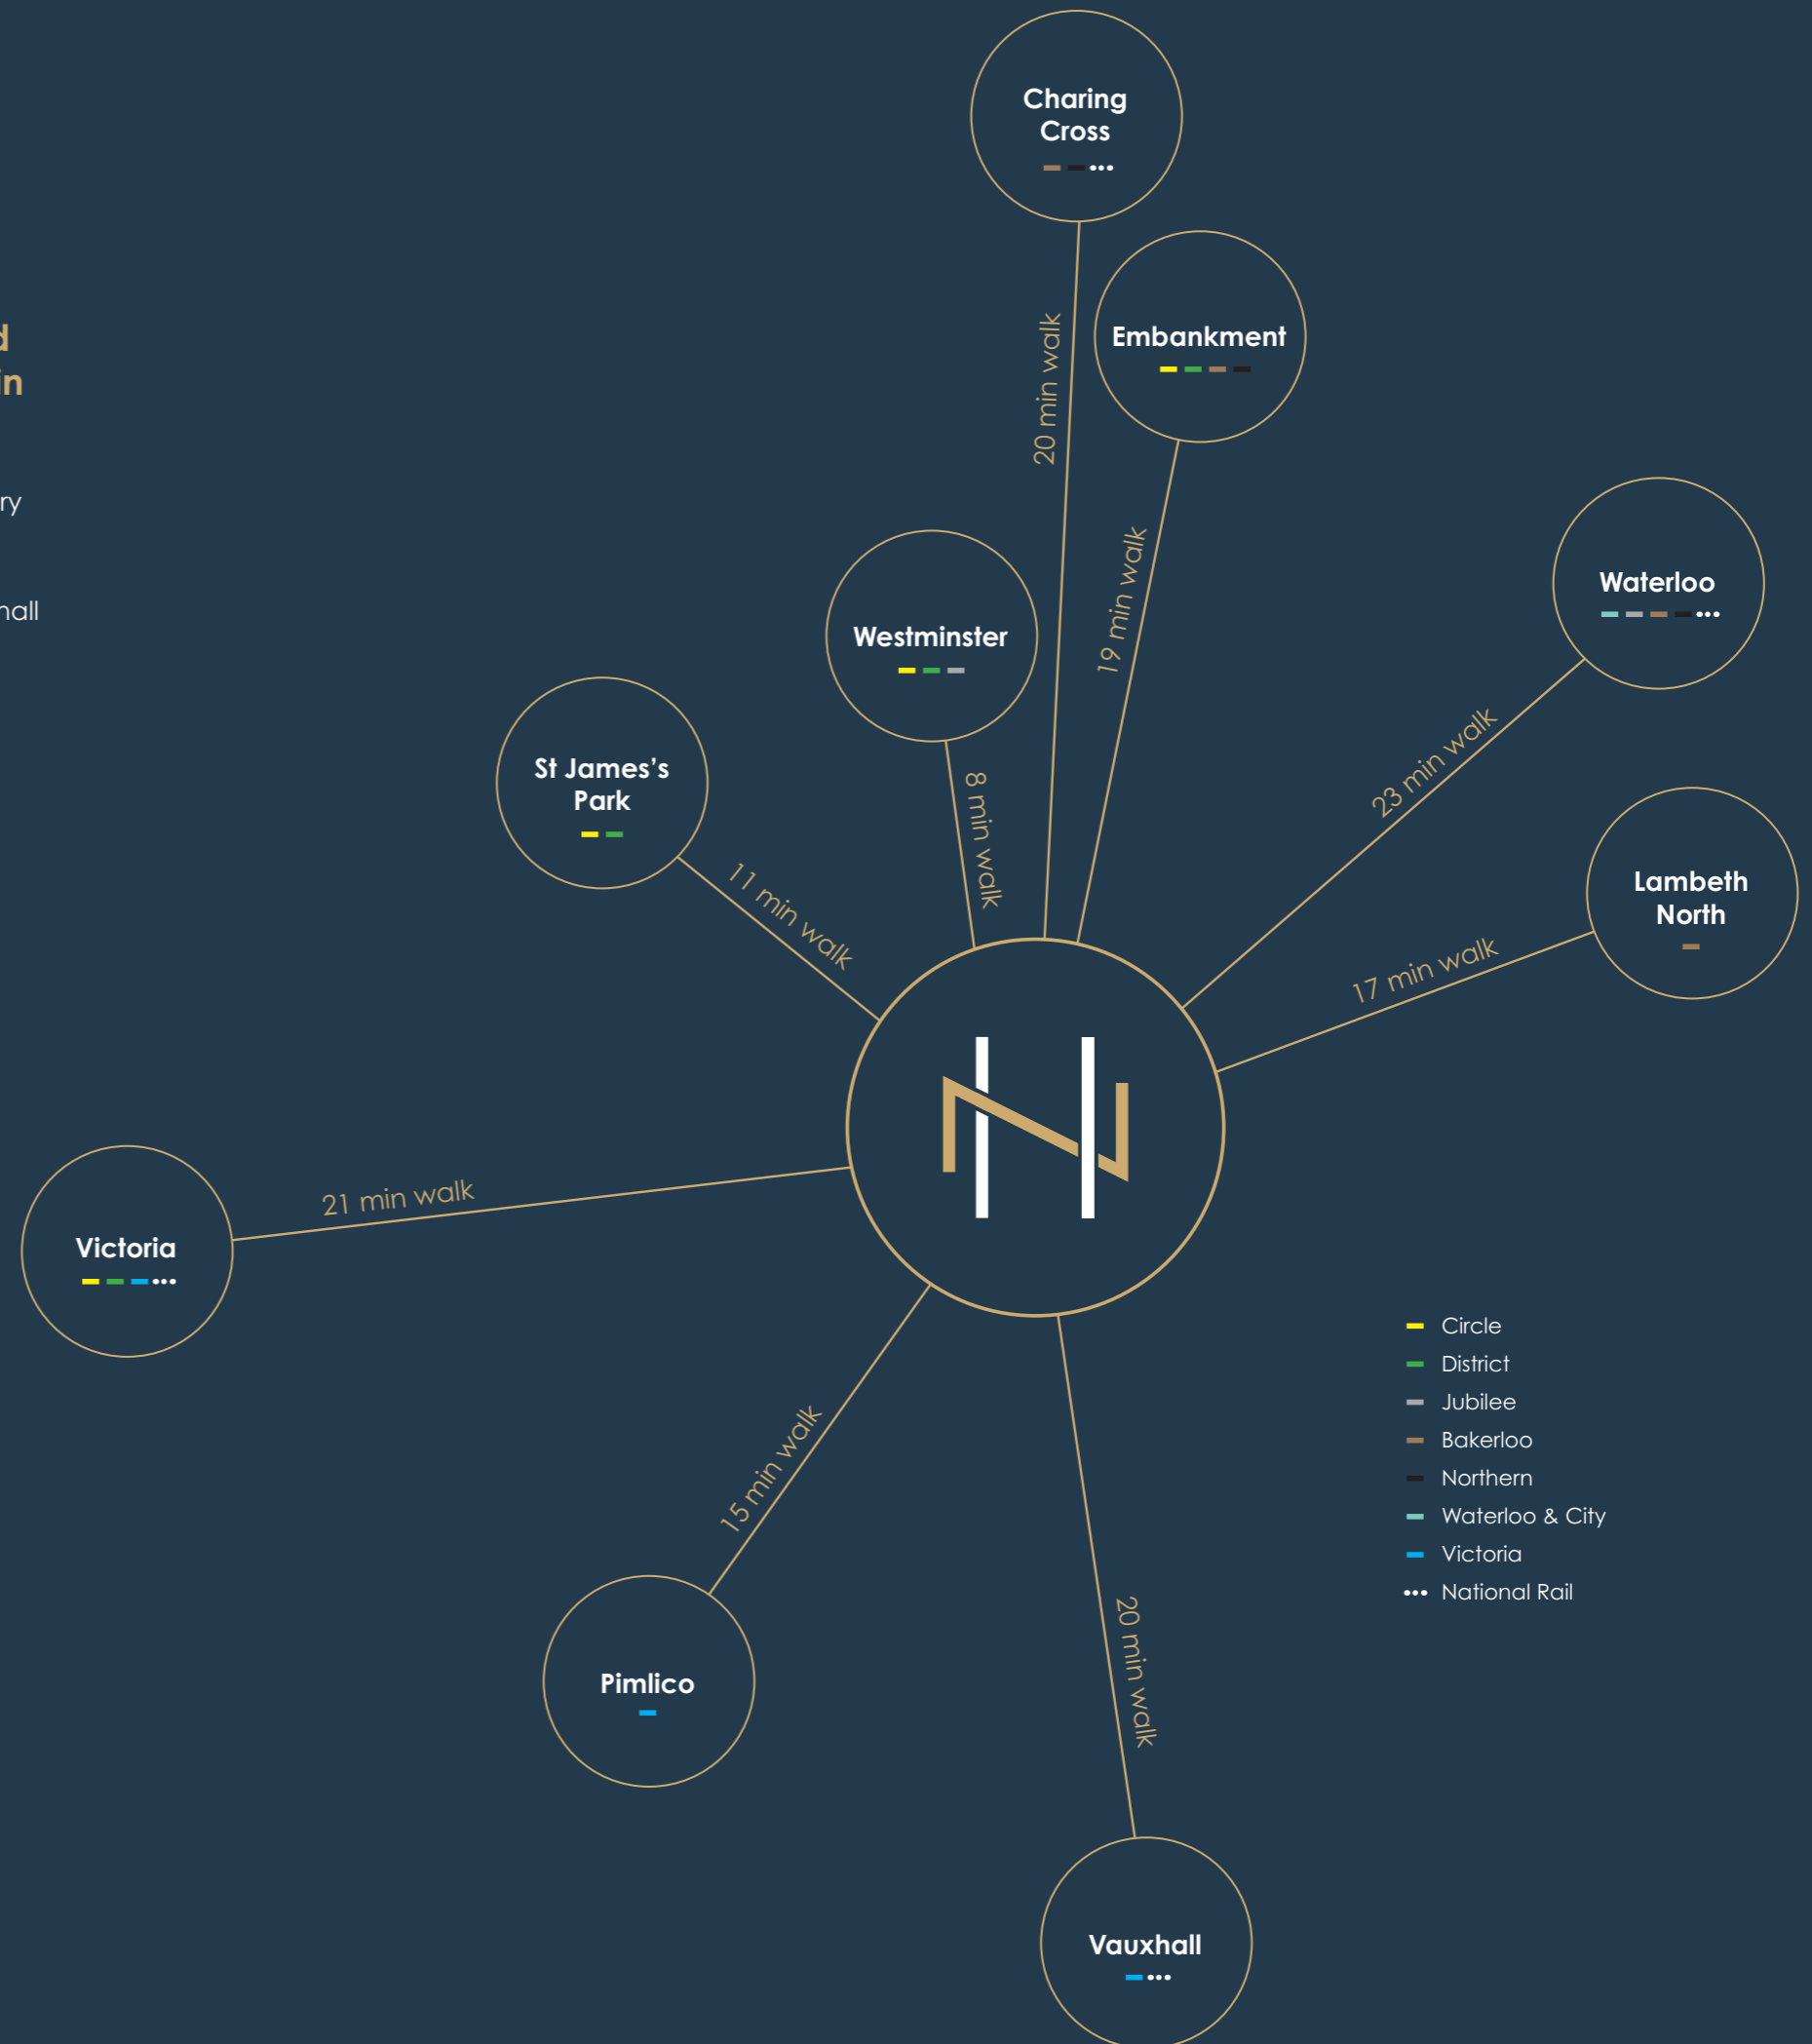 Charing
Cross
20 min walk
Embankment
19 min walk
Westminster
8 min walk
Waterloo
23 min walk
St James’s
Park
11 min walk
Lambeth
North
17 min walk
Victoria
21 min walk
Pimlico
15 min walk
Vauxhall
20 min walk
Circle
District
Jubilee
Bakerloo
Northern
Waterloo & City
Victoria
National Rail